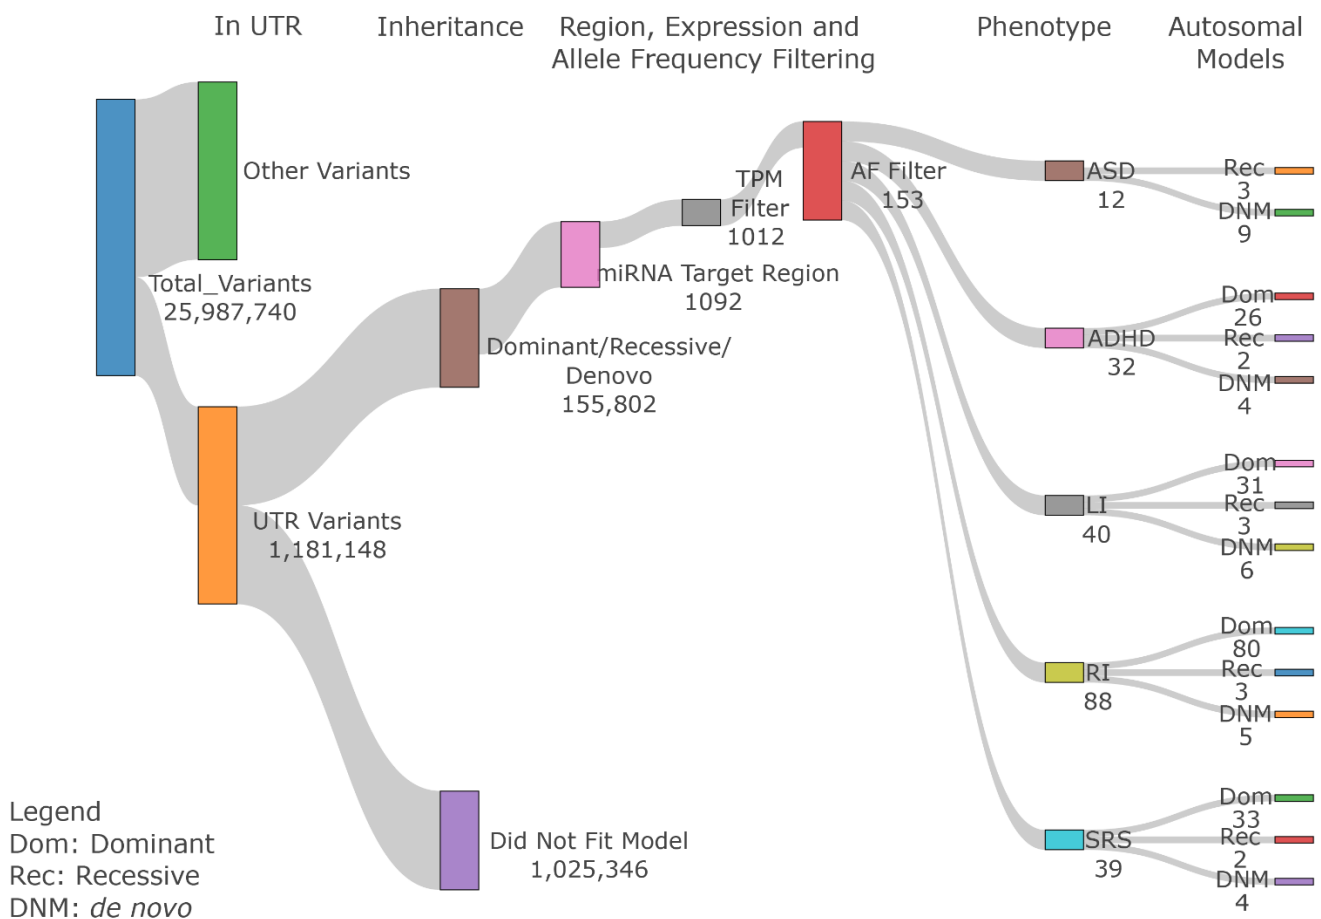 In UTR
Inheritance
Region, Expression and
Allele Frequency Filtering
Phenotype
Autosomal
Models
Other Variants
Total_Variants
25,987,740
UTR Variants
1,181,148
Dominant/Recessive/
Denovo
155,802
Did Not Fit Model
1,025,346
miRNA Target Region
1092
TPM
Filter
1012
AF Filter
153
ASD
12
Rec
3
DNM
9
ADHD
32
Dom
26
Rec
2
DNM
4
LI
40
Dom
31
Rec
3
DNM
6
RI
88
Dom
80
Rec
3
DNM
5
SRS
39
Dom
33
Rec
2
DNM
4
Legend
Dom: Dominant
Rec: Recessive
DNM: de novo